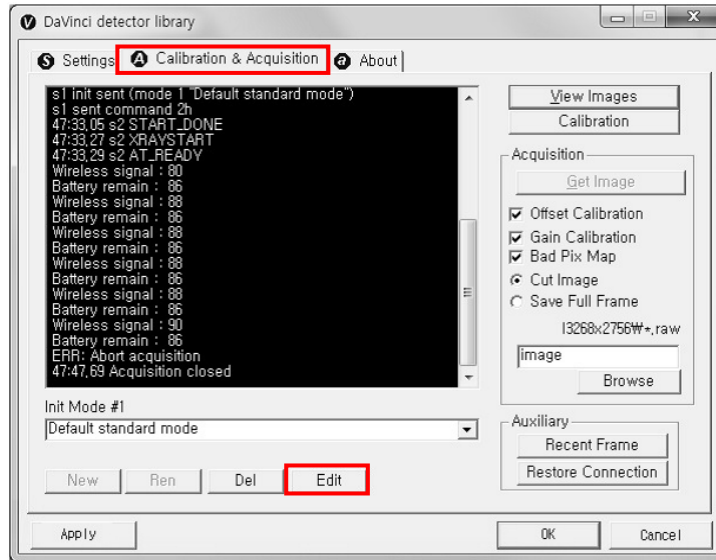 DaVinci detector library
Settings
Calibration & Acquisition
About
s1 init sent (mode 1 "Default standard mode")
s1 sent command 2h
47:33,05 s2 START_DONE
47:33,27 s2 XRAYSTART
47:33,29 s2 AT_READY
Wireless signal : 80
Battery remain : 86
Wireless signal : 88
Battery remain : 86
Wireless signal : 88
Battery remain : 86
Wireless signal : 88
Battery remain : 86
Wireless signal : 88
Battery remain : 86
Wireless signal : 90
Battery remain : 86
ERR: Abort acquisition
47:47,69 Acquisition closed
Init Mode #1
Default standard mode
New
Ren
Del
Edit
View Images
Calibration
Acquisition
Get Image
Offset Calibration
Gain Calibration
Bad Pix Map
Cut Image
Save Full Frame
I3268x2756₩*,raw
image
Browse
Auxiliary
Recent Frame
Restore Connection
Apply
OK
Cancel